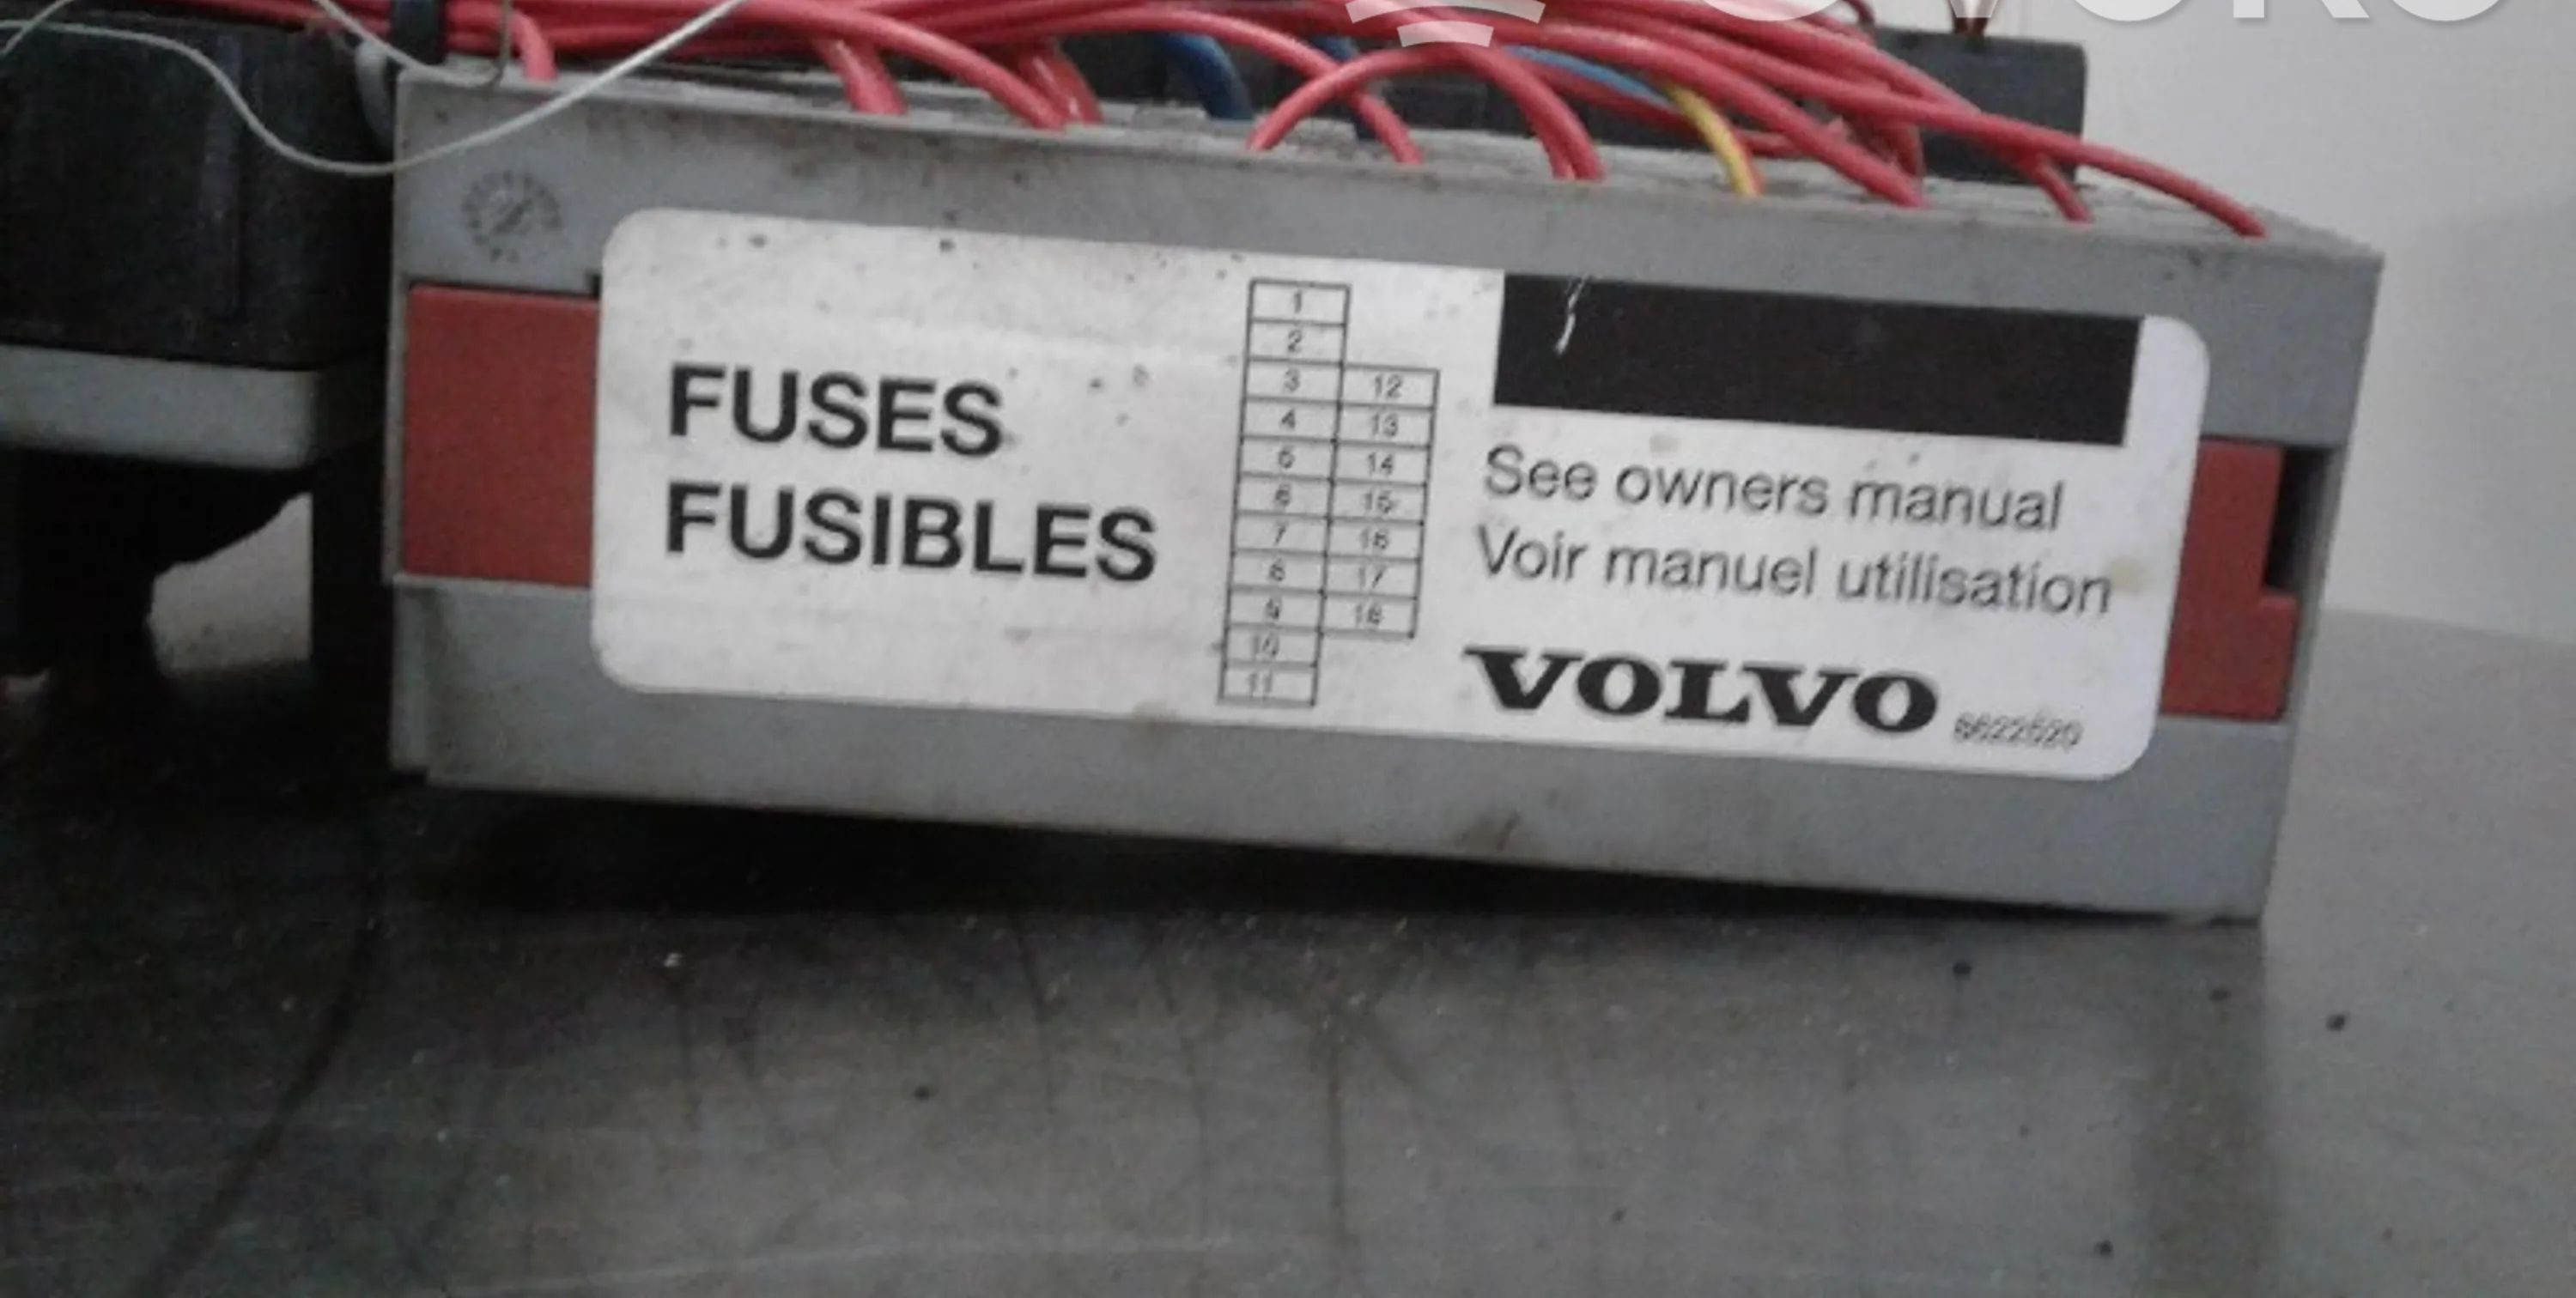 FUSES
FUSIBLES
1
2
3 12
4 13
5 14
6 15
7 16
8 17
9 18
10
11
See owners manual
Voir manuel utilisation
VOLVO